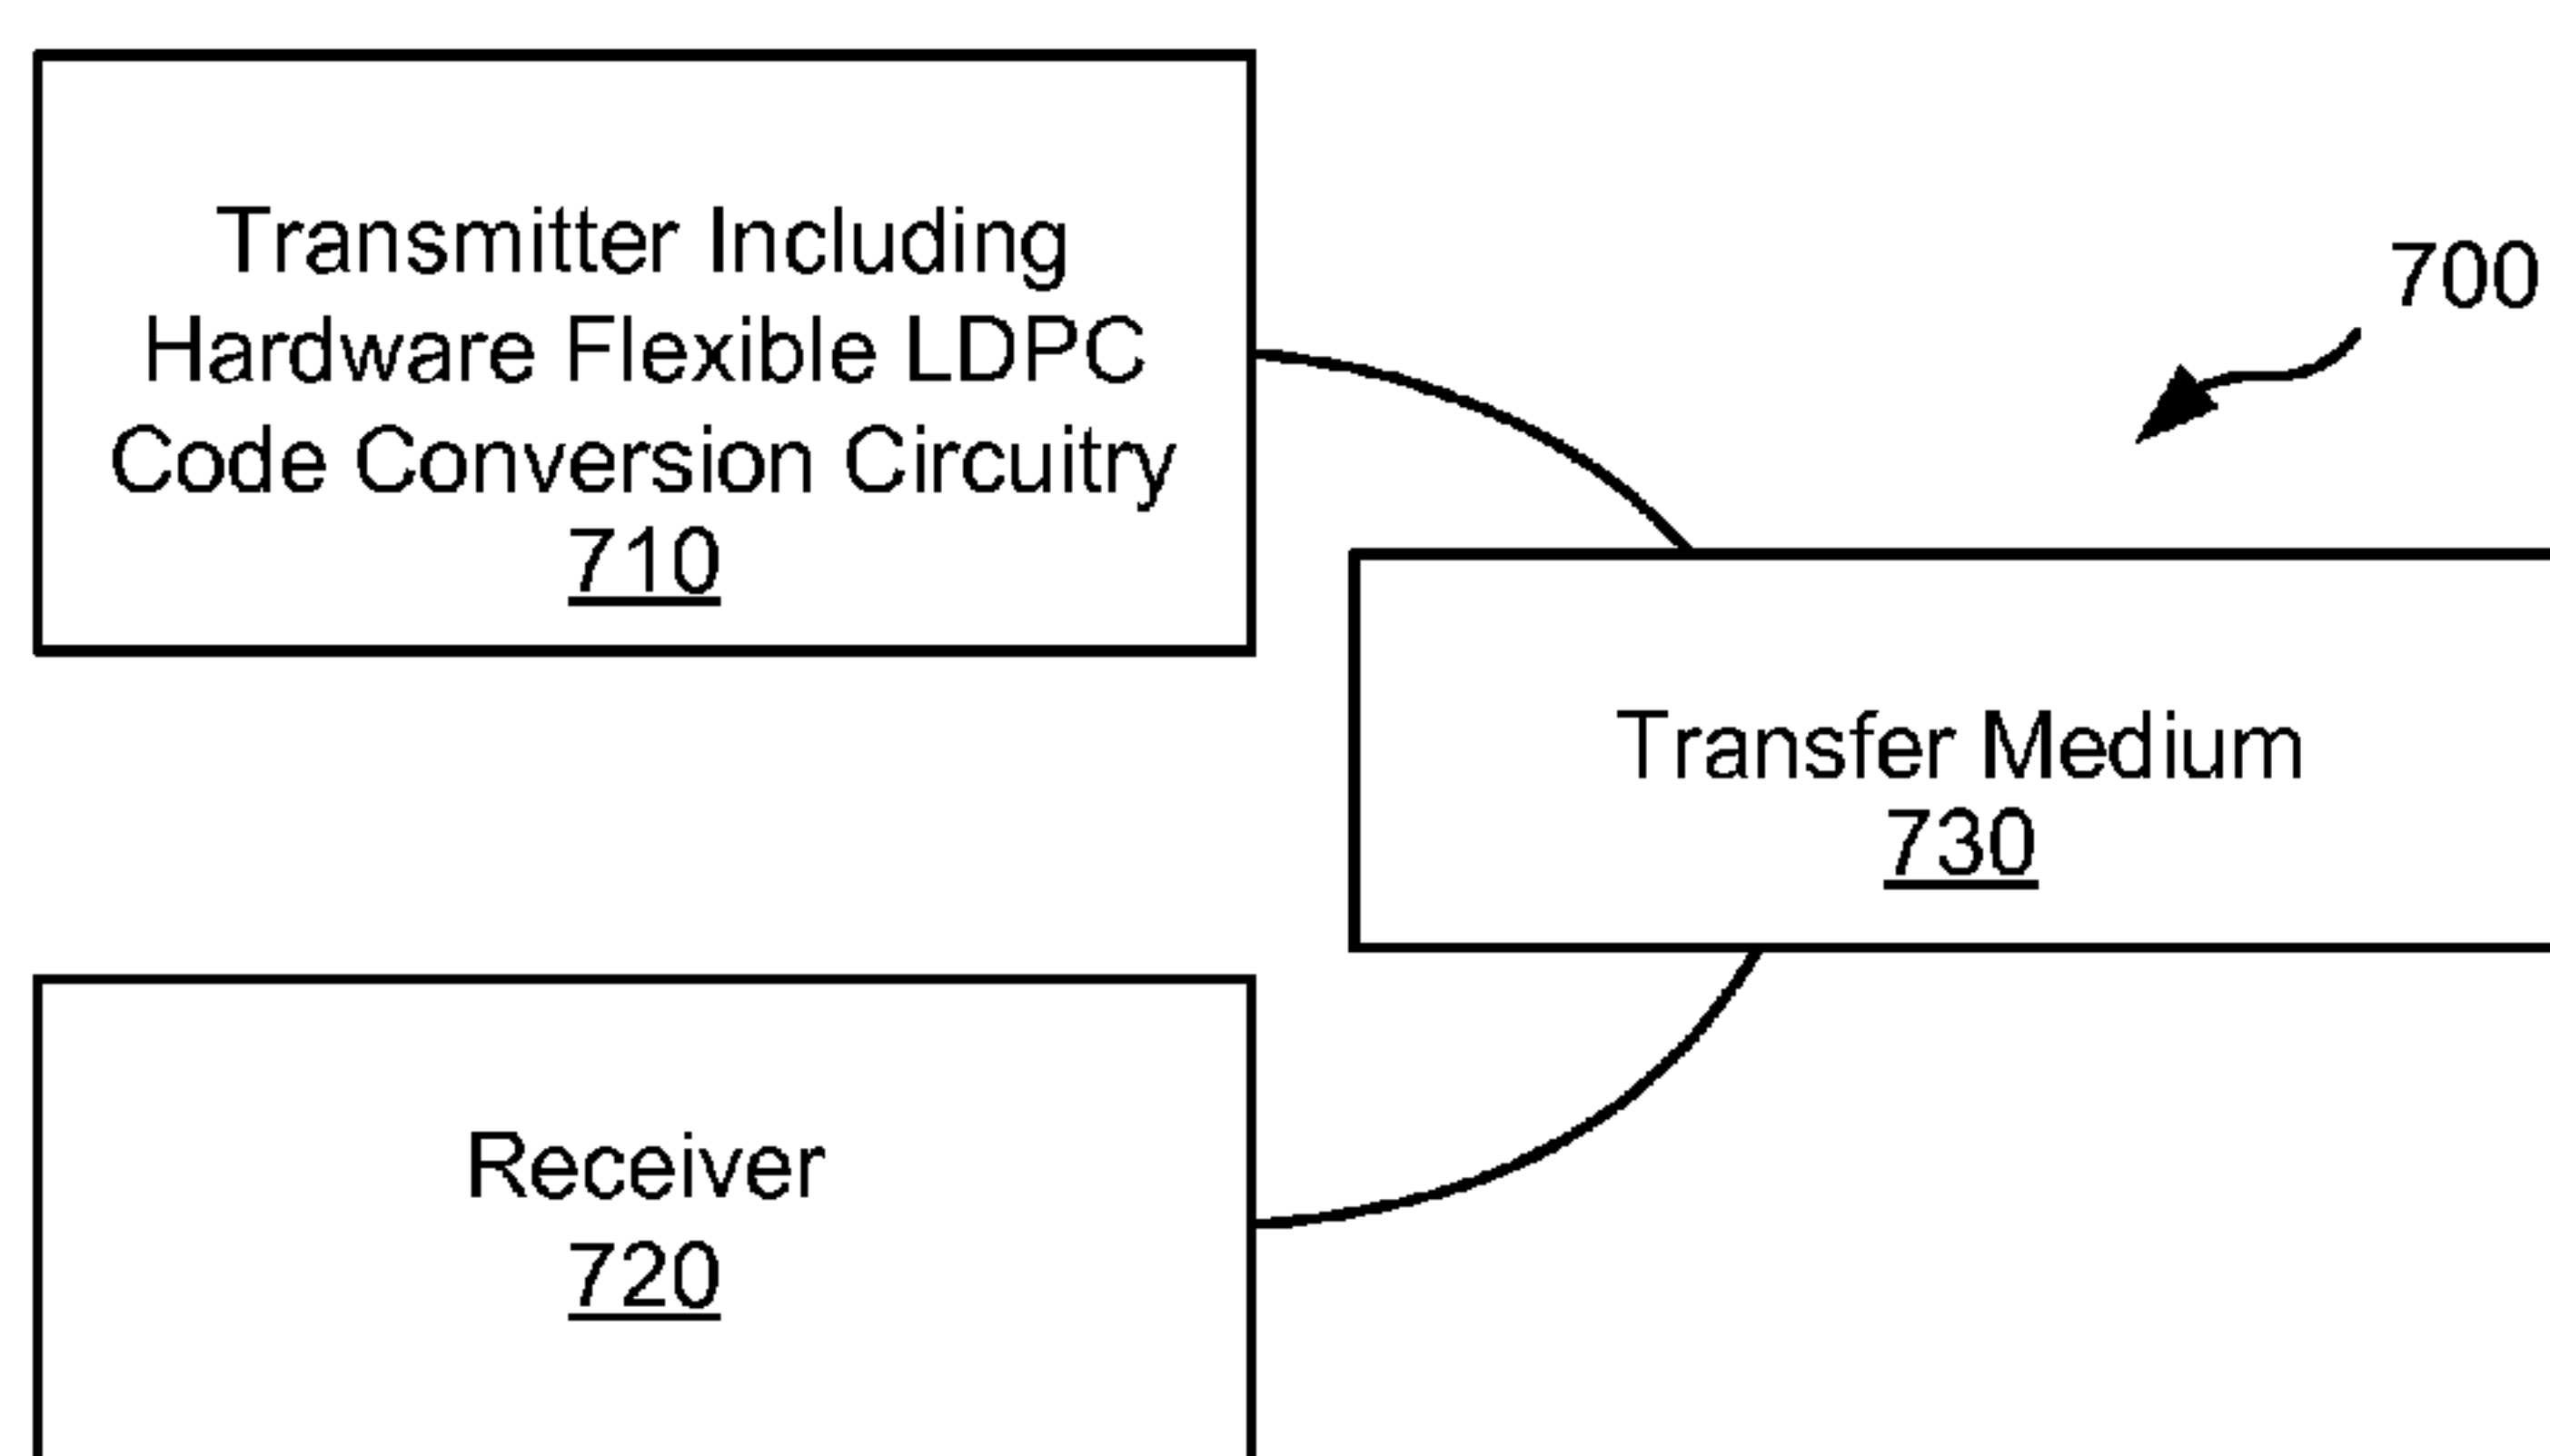 Transmitter Including
Hardware Flexible LDPC
Code Conversion Circuitry
710
700
Transfer Medium
730
Receiver
720